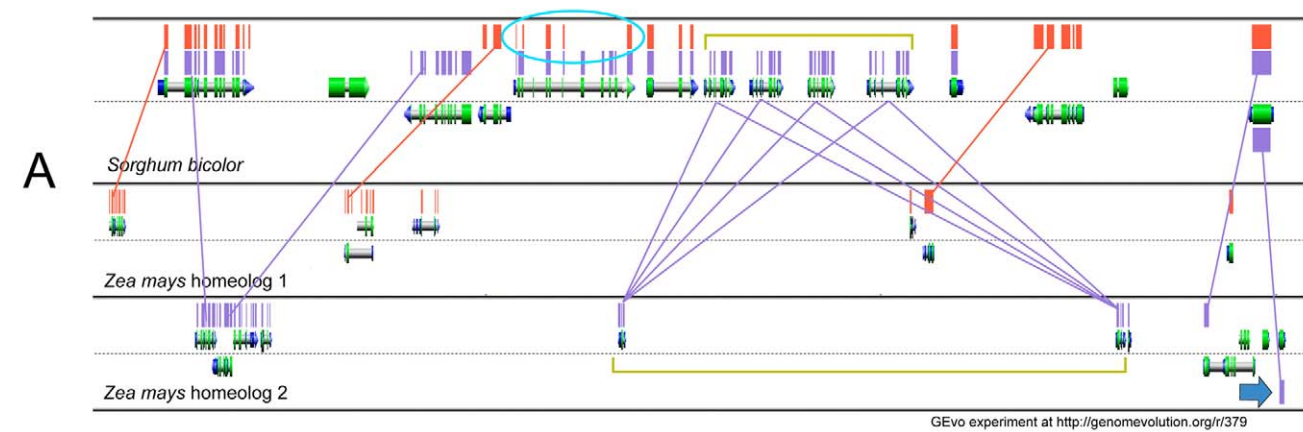 A
Sorghum bicolor
Zea mays homeolog 1
Zea mays homeolog 2
GEvo experiment at http://genomevolution.org/r/379